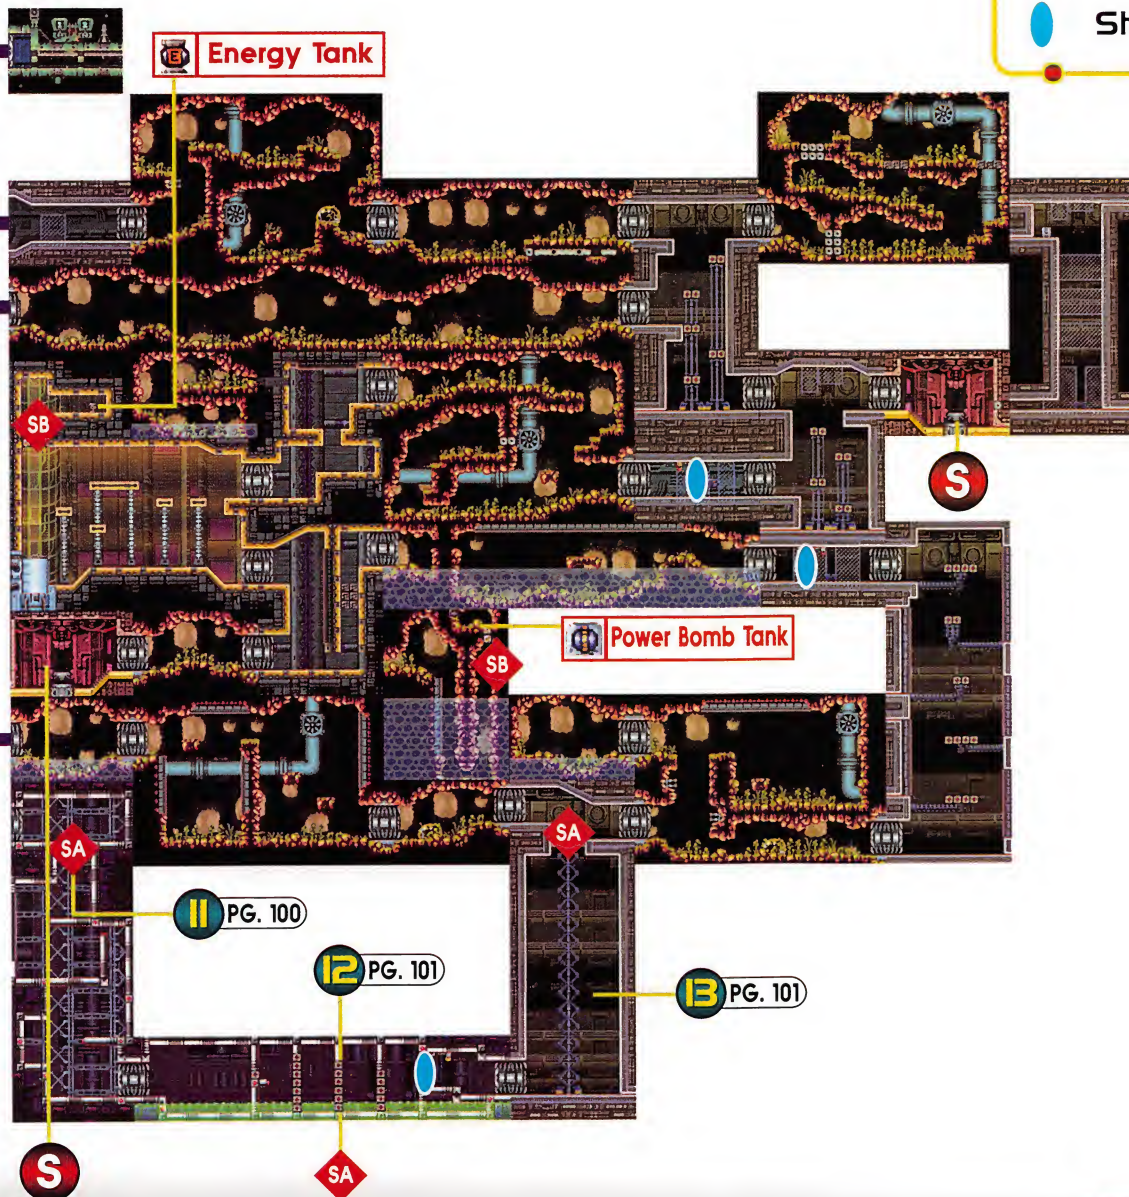 Sh
Energy Tank
SB
S
Power Bomb Tank
SB
SA
SA
11 PG. 100
12 PG. 101
13 PG. 101
S
SA